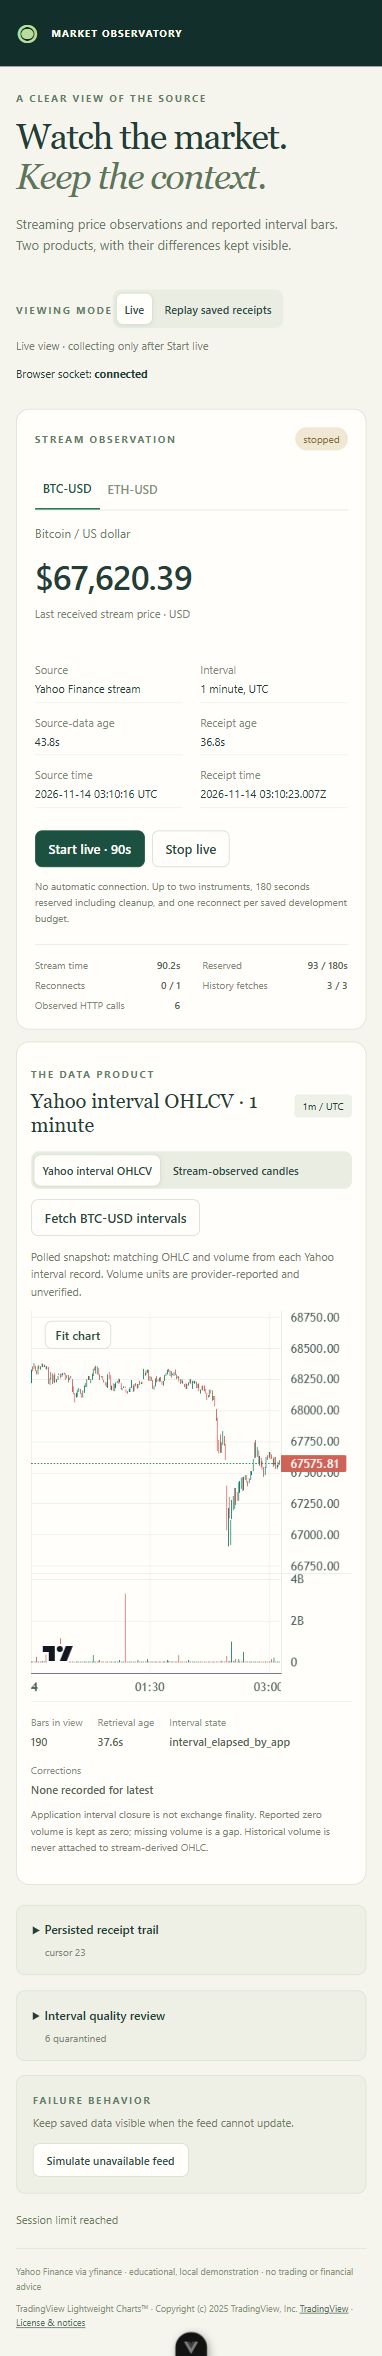 MARKET OBSERVATORY
A CLEAR VIEW OF THE SOURCE
Watch the market.
Keep the context.
Streaming price observations and reported interval bars.
Two products, with their differences kept visible.
VIEWING MODE Live Replay saved receipts
Live view · collecting only after Start live
Browser socket: connected
STREAM OBSERVATION stopped
BTC-USD ETH-USD
Bitcoin / US dollar
$67,620.39
Last received stream price · USD
Source Interval
Yahoo Finance stream 1 minute, UTC
Source-data age Receipt age
43.8s 36.8s
Source time Receipt time
2026-11-14 03:10:16 UTC 2026-11-14 03:10:23.007Z
Start live · 90s Stop live
No automatic connection. Up to two instruments, 180 seconds
reserved including cleanup, and one reconnect per saved development
budget.
Stream time 90.2s Reserved 93 / 180s
Reconnects 0 / 1 History fetches 3 / 3
Observed HTTP calls 6
THE DATA PRODUCT
Yahoo interval OHLCV · 1
minute
1m / UTC
Yahoo interval OHLCV Stream-observed candles
Fetch BTC-USD intervals
Polled snapshot: matching OHLC and volume from each Yahoo
interval record. Volume units are provider-reported and
unverified.
68750.00
Fit chart
68500.00
68250.00
68000.00
67750.00
67575.81
67500.00
67250.00
67000.00
66750.00
4B
2B
0
4 01:30 03:00
Bars in view Retrieval age Interval state
190 37.6s interval_elapsed_by_app
Corrections
None recorded for latest
Application interval closure is not exchange finality. Reported zero
volume is kept as zero; missing volume is a gap. Historical volume is
never attached to stream-derived OHLC.
Persisted receipt trail
cursor 23
Interval quality review
6 quarantined
FAILURE BEHAVIOR
Keep saved data visible when the feed cannot update.
Simulate unavailable feed
Session limit reached
Yahoo Finance via yfinance · educational, local demonstration · no trading or financial
advice
TradingView Lightweight Charts™ · Copyright (c) 2025 TradingView, Inc. TradingView ·
License & notices